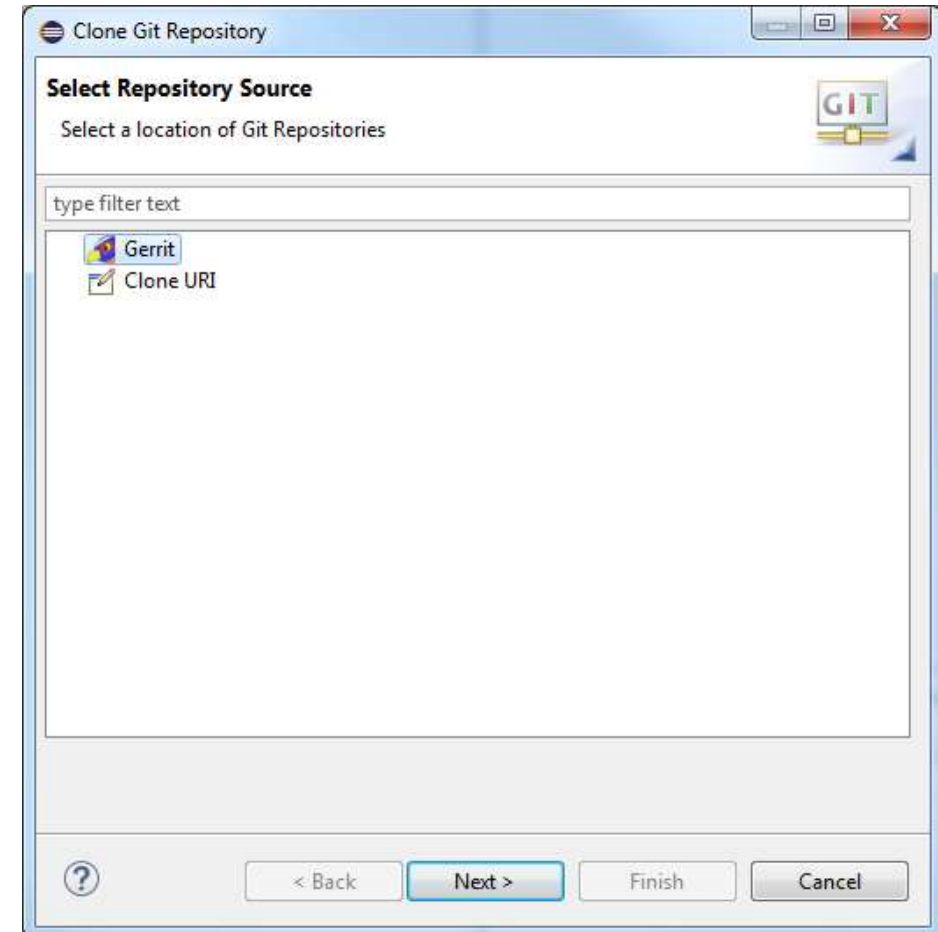 Clone Git Repository
Select Repository Source
Select a location of Git Repositories
GIT
type filter text
Gerrit
Clone URI
? < Back Next > Finish Cancel